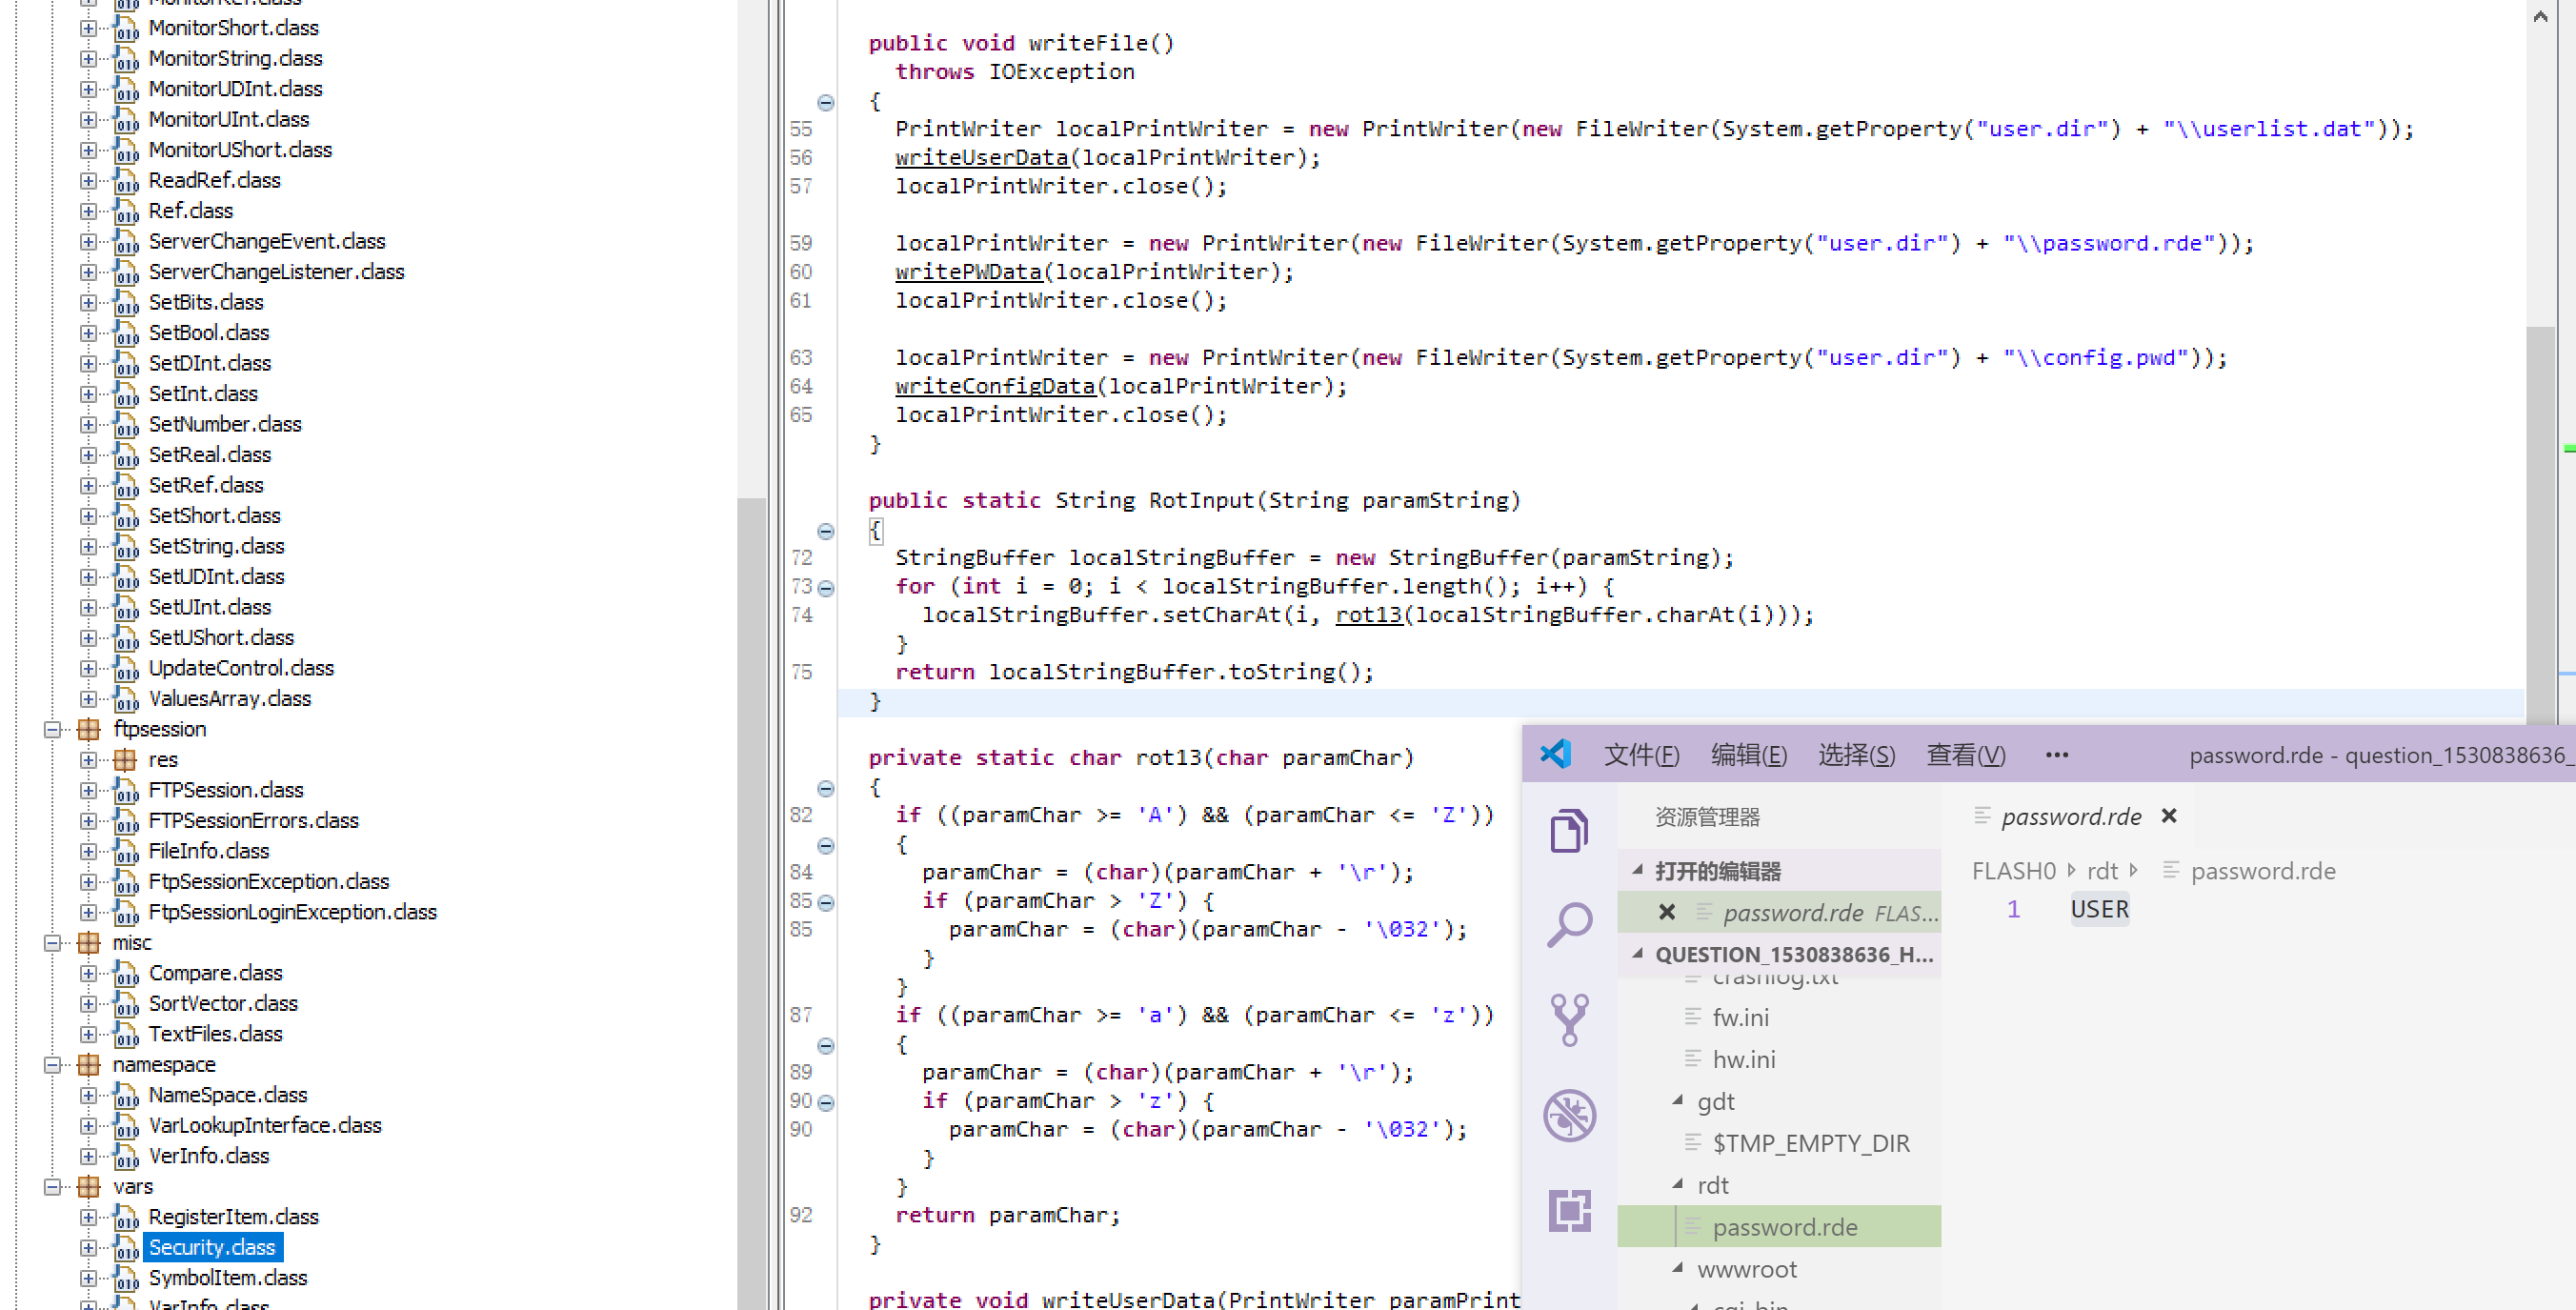 MonitorRef.class
MonitorShort.class
MonitorString.class
MonitorUDInt.class
MonitorUInt.class
MonitorUShort.class
ReadRef.class
Ref.class
ServerChangeEvent.class
ServerChangeListener.class
SetBits.class
SetBool.class
SetDInt.class
SetInt.class
SetNumber.class
SetReal.class
SetRef.class
SetShort.class
SetString.class
SetUDInt.class
SetUInt.class
SetUShort.class
UpdateControl.class
ValuesArray.class
ftpsession
res
FTPSession.class
FTPSessionErrors.class
FileInfo.class
FtpSessionException.class
FtpSessionLoginException.class
misc
Compare.class
SortVector.class
TextFiles.class
namespace
NameSpace.class
VarLookupInterface.class
VerInfo.class
vars
RegisterItem.class
Security.class
SymbolItem.class
VarInfo.class
public void writeFile()
throws IOException
{
55 PrintWriter localPrintWriter = new PrintWriter(new FileWriter(System.getProperty("user.dir") + "\\userlist.dat"));
56 writeUserData(localPrintWriter);
57 localPrintWriter.close();
59 localPrintWriter = new PrintWriter(new FileWriter(System.getProperty("user.dir") + "\\password.rde"));
60 writePWData(localPrintWriter);
61 localPrintWriter.close();
63 localPrintWriter = new PrintWriter(new FileWriter(System.getProperty("user.dir") + "\\config.pwd"));
64 writeConfigData(localPrintWriter);
65 localPrintWriter.close();
}
public static String RotInput(String paramString)
{
72 StringBuffer localStringBuffer = new StringBuffer(paramString);
73 for (int i = 0; i < localStringBuffer.length(); i++) {
74 localStringBuffer.setCharAt(i, rot13(localStringBuffer.charAt(i)));
}
75 return localStringBuffer.toString();
}
private static char rot13(char paramChar)
{
82 if ((paramChar >= 'A') && (paramChar <= 'Z'))
{
84 paramChar = (char)(paramChar + '\r');
85 if (paramChar > 'Z') {
85 paramChar = (char)(paramChar - '\032');
}
}
87 if ((paramChar >= 'a') && (paramChar <= 'z'))
{
89 paramChar = (char)(paramChar + '\r');
90 if (paramChar > 'z') {
90 paramChar = (char)(paramChar - '\032');
}
}
92 return paramChar;
}
private void writeUserData(PrintWriter paramPrint
文件(F) 编辑(E) 选择(S) 查看(V) ••• password.rde - question_1530838636_
资源管理器
打开的编辑器
password.rde FLAS...
QUESTION_1530838636_H...
crashlog.txt
fw.ini
hw.ini
gdt
$TMP_EMPTY_DIR
rdt
password.rde
wwwroot
cgi-bin
password.rde
FLASH0 rdt password.rde
1 USER